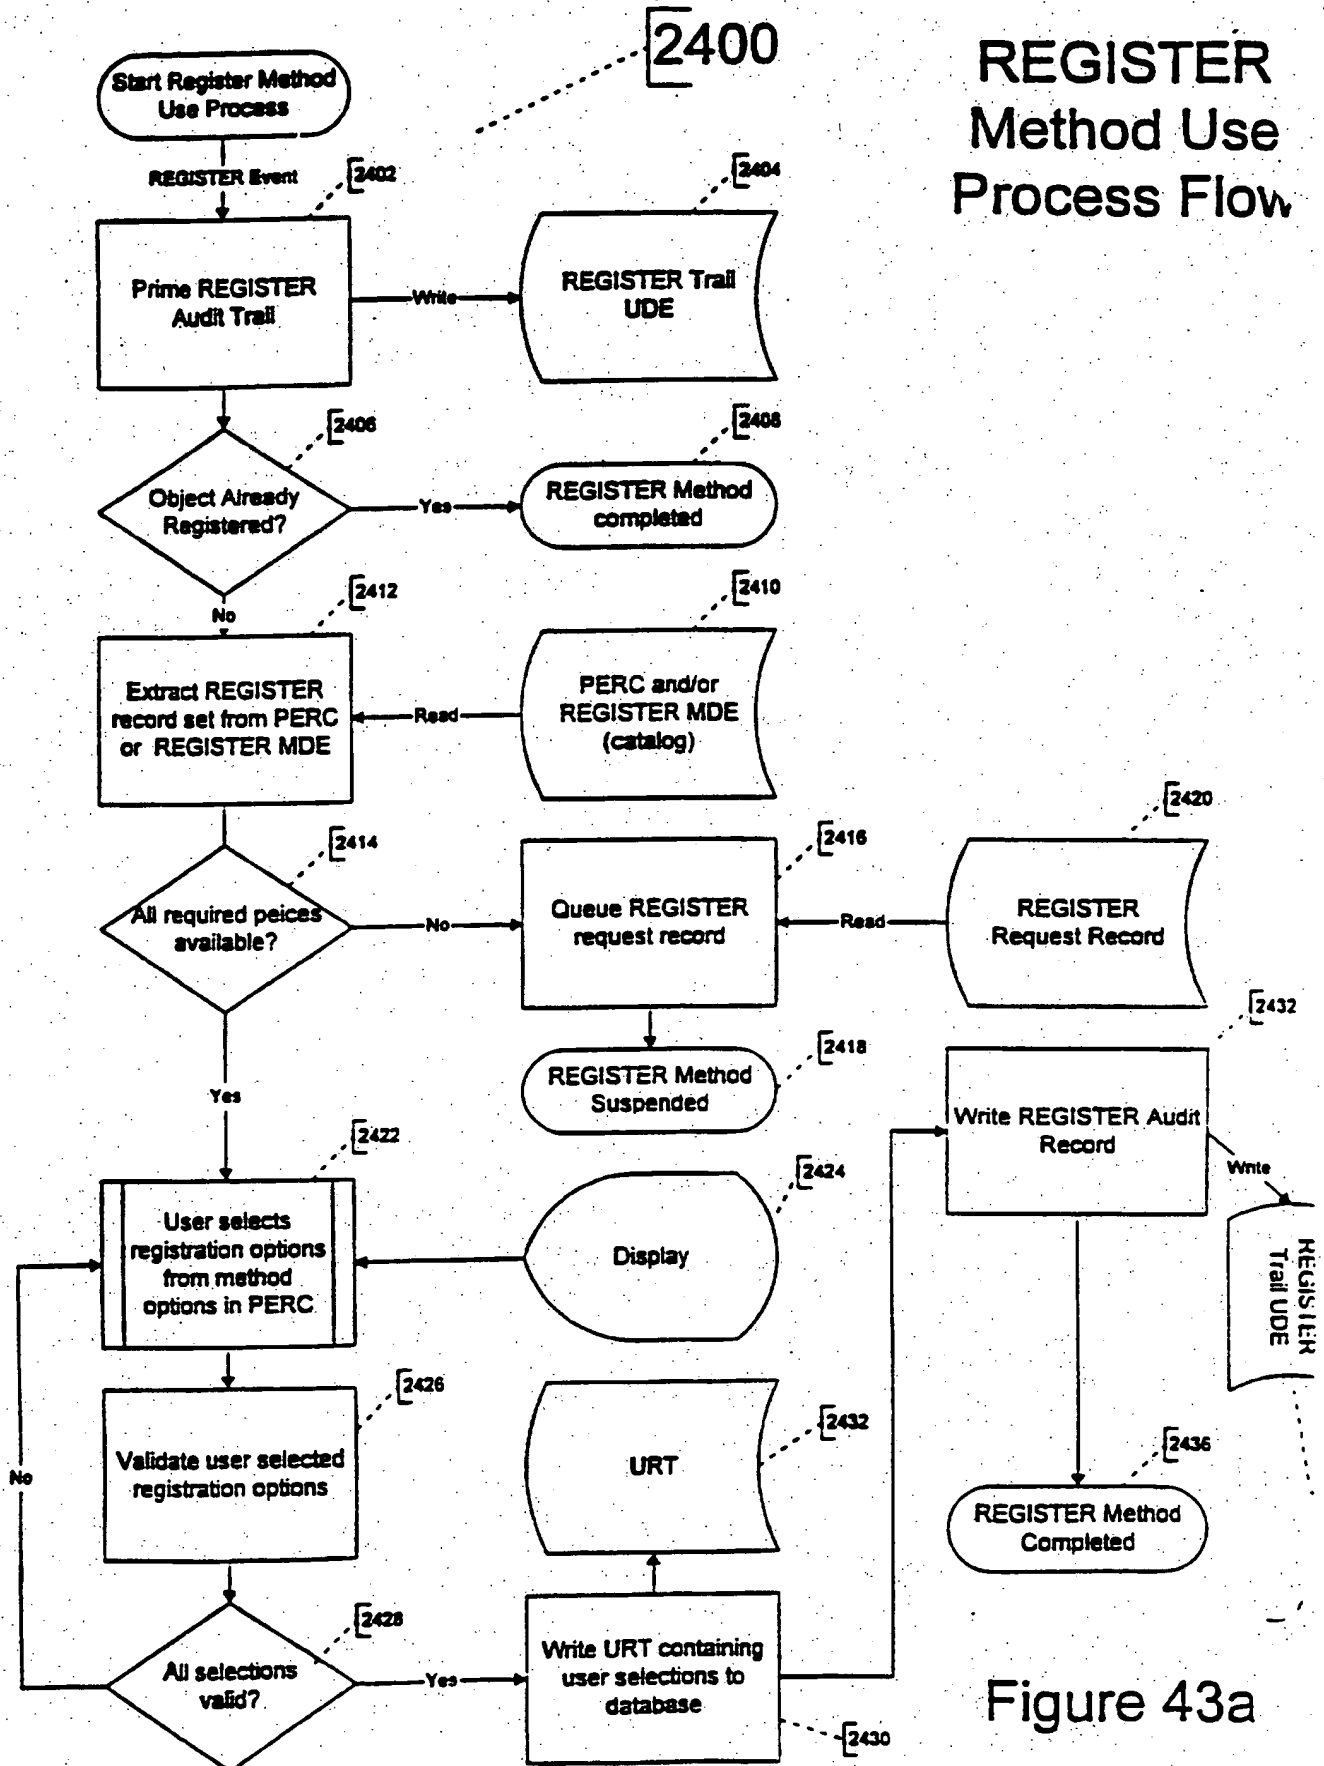 2400
REGISTER
Method Use
Process Flow
Start Register Method
Use Process
REGISTER Event
2402
Prime REGISTER
Audit Trail
Write
2404
REGISTER Trail
UDE
2406
Object Already
Registered?
Yes
2408
REGISTER Method
completed
No
2412
Extract REGISTER
record set from PERC
or REGISTER MDE
Read
2410
PERC and/or
REGISTER MDE
(catalog)
2414
All required peices
available?
No
2416
Queue REGISTER
request record
Read
2420
REGISTER
Request Record
2418
REGISTER Method
Suspended
Yes
2422
User selects
registration options
from method
options in PERC
2424
Display
2426
Validate user selected
registration options
No
2428
All selections
valid?
Yes
2430
Write URT containing
user selections to
database
2432
URT
2432
Write REGISTER Audit
Record
Write
REGISTER
Trail UDE
2436
REGISTER Method
Completed
Figure 43a